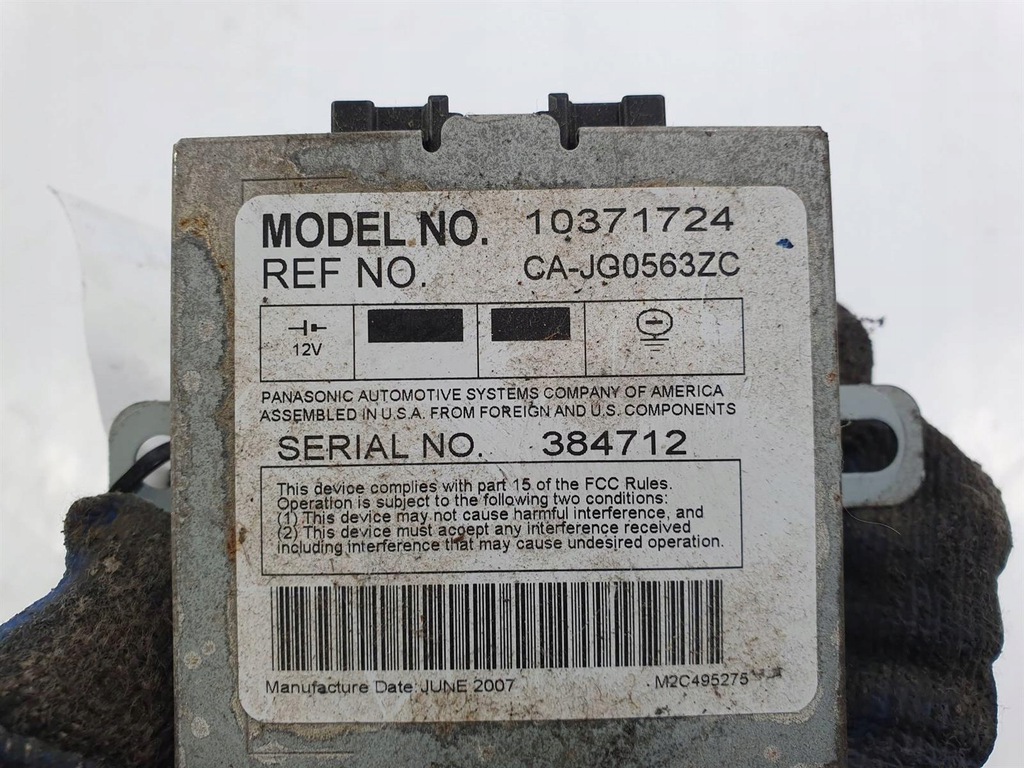 MODEL NO. 10371724
REF NO. CA-JG0563ZC
12V
PANASONIC AUTOMOTIVE SYSTEMS COMPANY OF AMERICA
ASSEMBLED IN U.S.A. FROM FOREIGN AND U.S. COMPONENTS
SERIAL NO. 384712
This device complies with part 15 of the FCC Rules.
Operation is subject to the following two conditions:
(1) This device may not cause harmful interference, and
(2) This device must accept any interference received
including interference that may cause undesired operation.
Manufacture Date: JUNE 2007 M2C495275